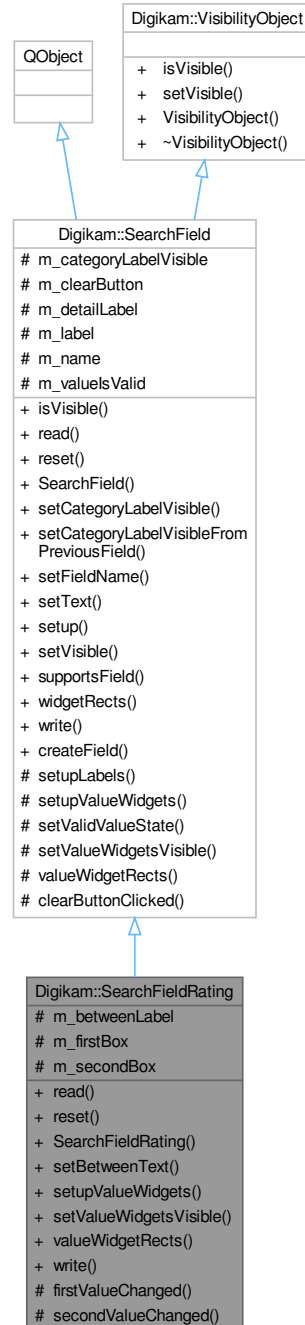 Digikam::VisibilityObject
+ isVisible()
+ setVisible()
+ VisibilityObject()
+ ~VisibilityObject()
QObject
Digikam::SearchField
# m_categoryLabelVisible
# m_clearButton
# m_detailLabel
# m_label
# m_name
# m_valueIsValid
+ isVisible()
+ read()
+ reset()
+ SearchField()
+ setCategoryLabelVisible()
+ setCategoryLabelVisibleFrom
PreviousField()
+ setFieldName()
+ setText()
+ setup()
+ setVisible()
+ supportsField()
+ widgetRects()
+ write()
+ createField()
# setupLabels()
# setupValueWidgets()
# setValidValueState()
# setValueWidgetsVisible()
# valueWidgetRects()
# clearButtonClicked()
Digikam::SearchFieldRating
# m_betweenLabel
# m_firstBox
# m_secondBox
+ read()
+ reset()
+ SearchFieldRating()
+ setBetweenText()
+ setupValueWidgets()
+ setValueWidgetsVisible()
+ valueWidgetRects()
+ write()
# firstValueChanged()
# secondValueChanged()